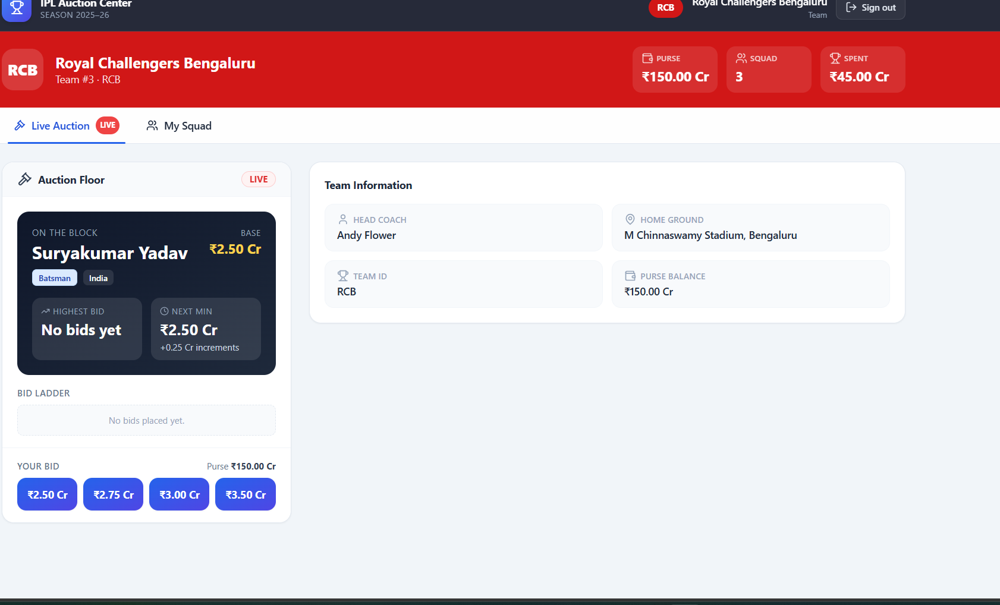 IPL Auction Center
SEASON 2025–26
RCB
Royal Challengers Bengaluru
Team
Sign out
RCB
Royal Challengers Bengaluru
Team #3 · RCB
PURSE
₹150.00 Cr
SQUAD
3
SPENT
₹45.00 Cr
Live Auction LIVE
My Squad
Auction Floor
LIVE
ON THE BLOCK
BASE
Suryakumar Yadav
₹2.50 Cr
Batsman
India
HIGHEST BID
No bids yet
NEXT MIN
₹2.50 Cr
+0.25 Cr increments
BID LADDER
No bids placed yet.
YOUR BID
Purse ₹150.00 Cr
₹2.50 Cr
₹2.75 Cr
₹3.00 Cr
₹3.50 Cr
Team Information
HEAD COACH
Andy Flower
HOME GROUND
M Chinnaswamy Stadium, Bengaluru
TEAM ID
RCB
PURSE BALANCE
₹150.00 Cr